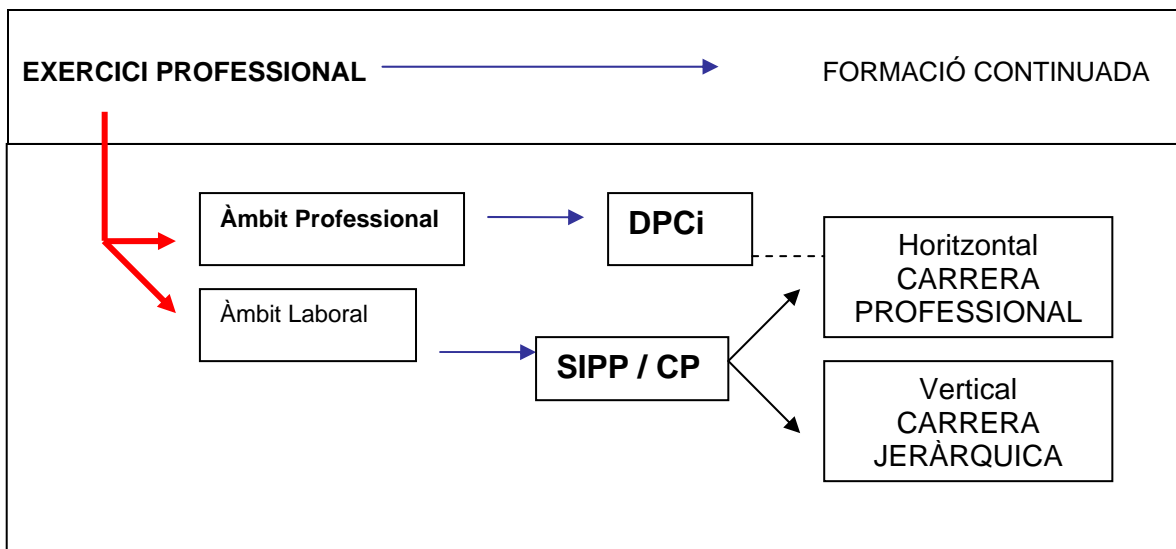 EXERCICI PROFESSIONAL
FORMACIÓ CONTINUADA
Àmbit Professional
DPCi
Horitzontal
CARRERA
PROFESSIONAL
Àmbit Laboral
SIPP / CP
Vertical
CARRERA
JERÀRQUICA